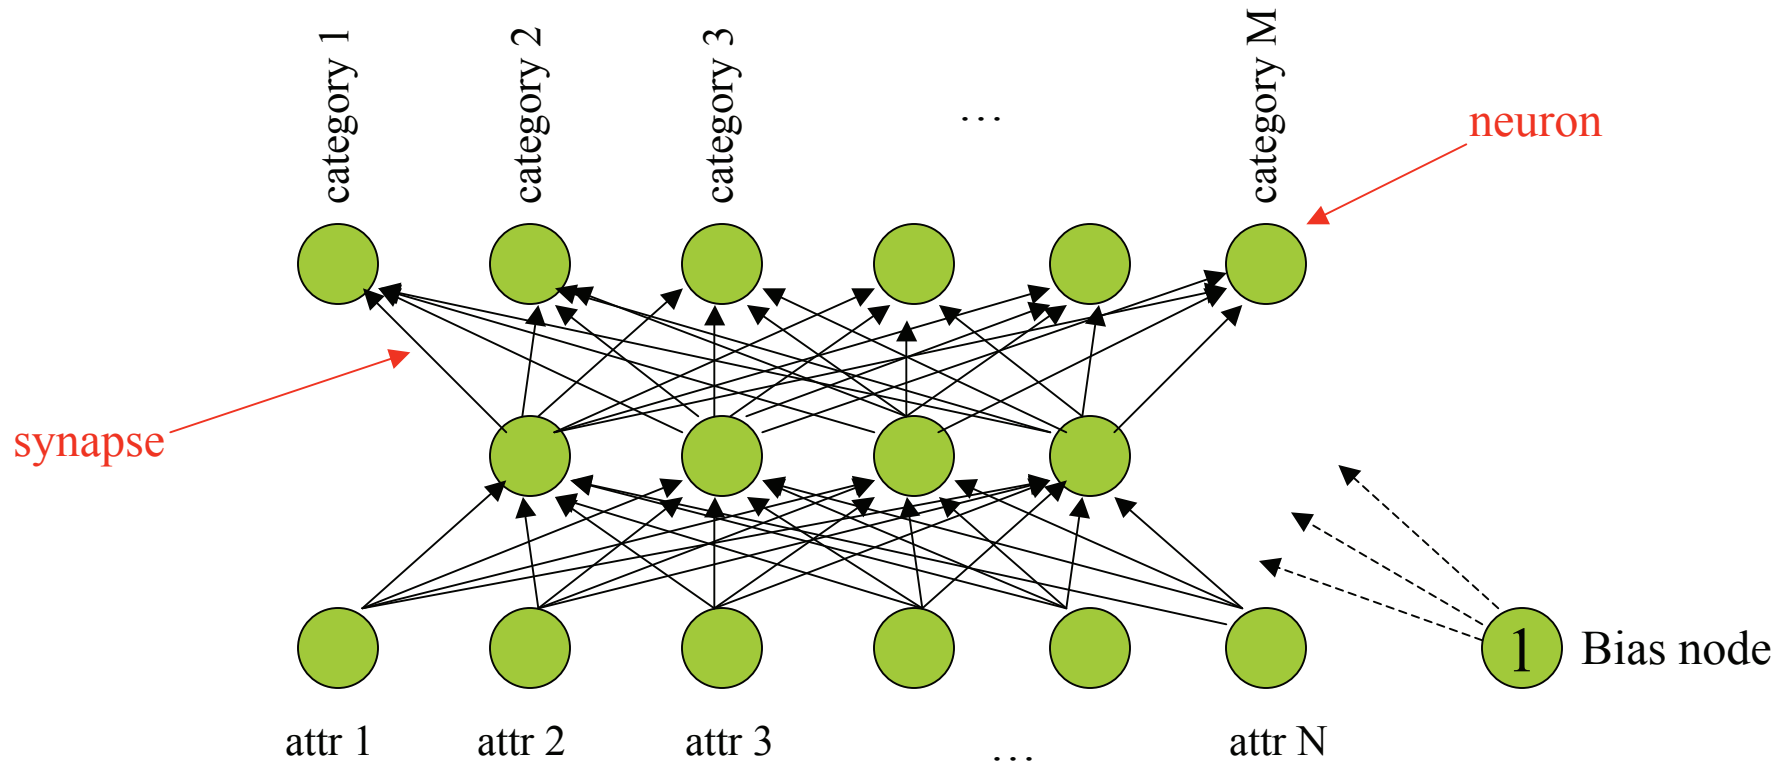 category 1
category 2
category 3
…
category M
neuron
synapse
1
Bias node
attr 1
attr 2
attr 3
…
attr N